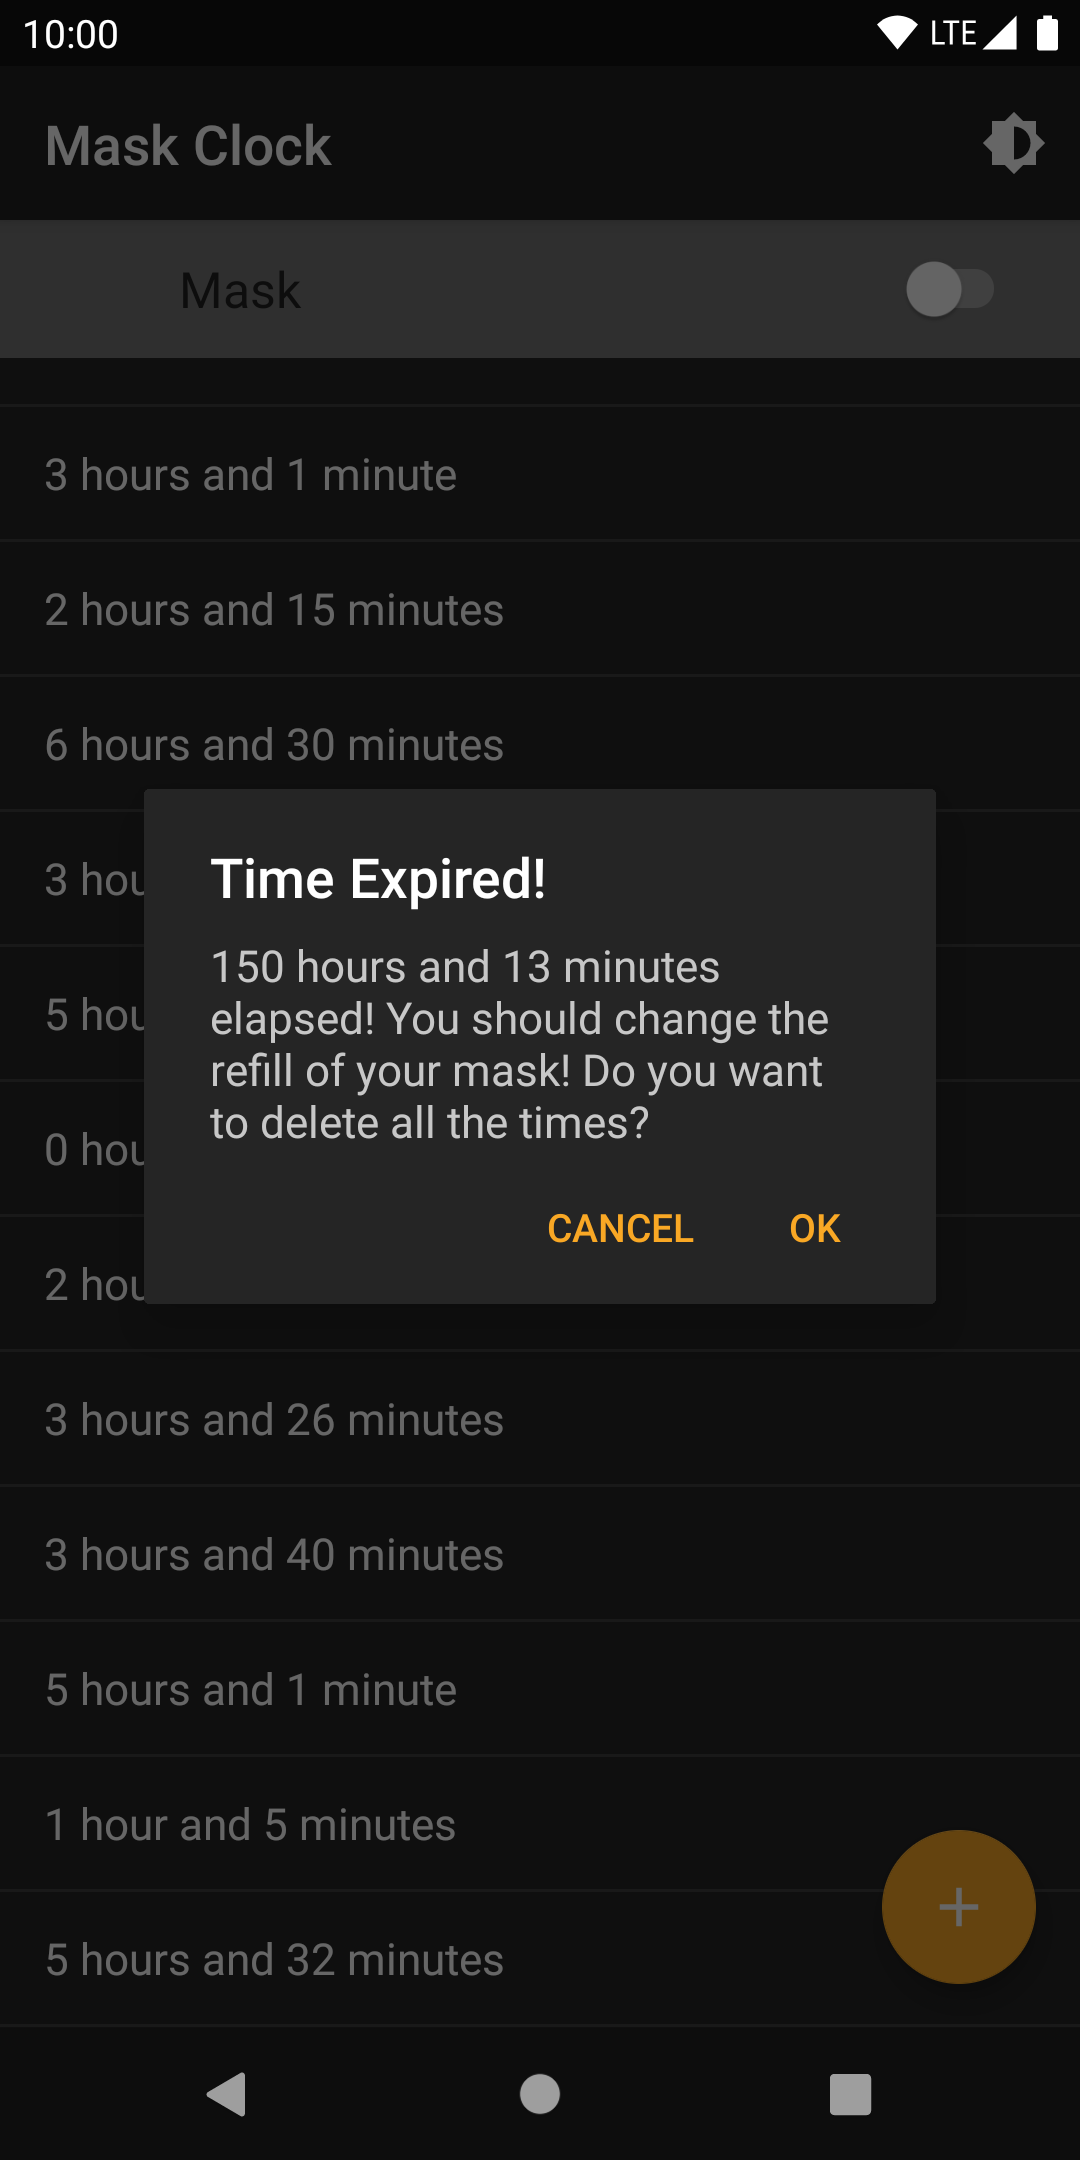 10:00
LTE
Mask Clock
Mask
3 hours and 1 minute
2 hours and 15 minutes
6 hours and 30 minutes
3 hou
5 hou
0 hou
2 hou
Time Expired!
150 hours and 13 minutes
elapsed! You should change the
refill of your mask! Do you want
to delete all the times?
CANCEL OK
3 hours and 26 minutes
3 hours and 40 minutes
5 hours and 1 minute
1 hour and 5 minutes
5 hours and 32 minutes